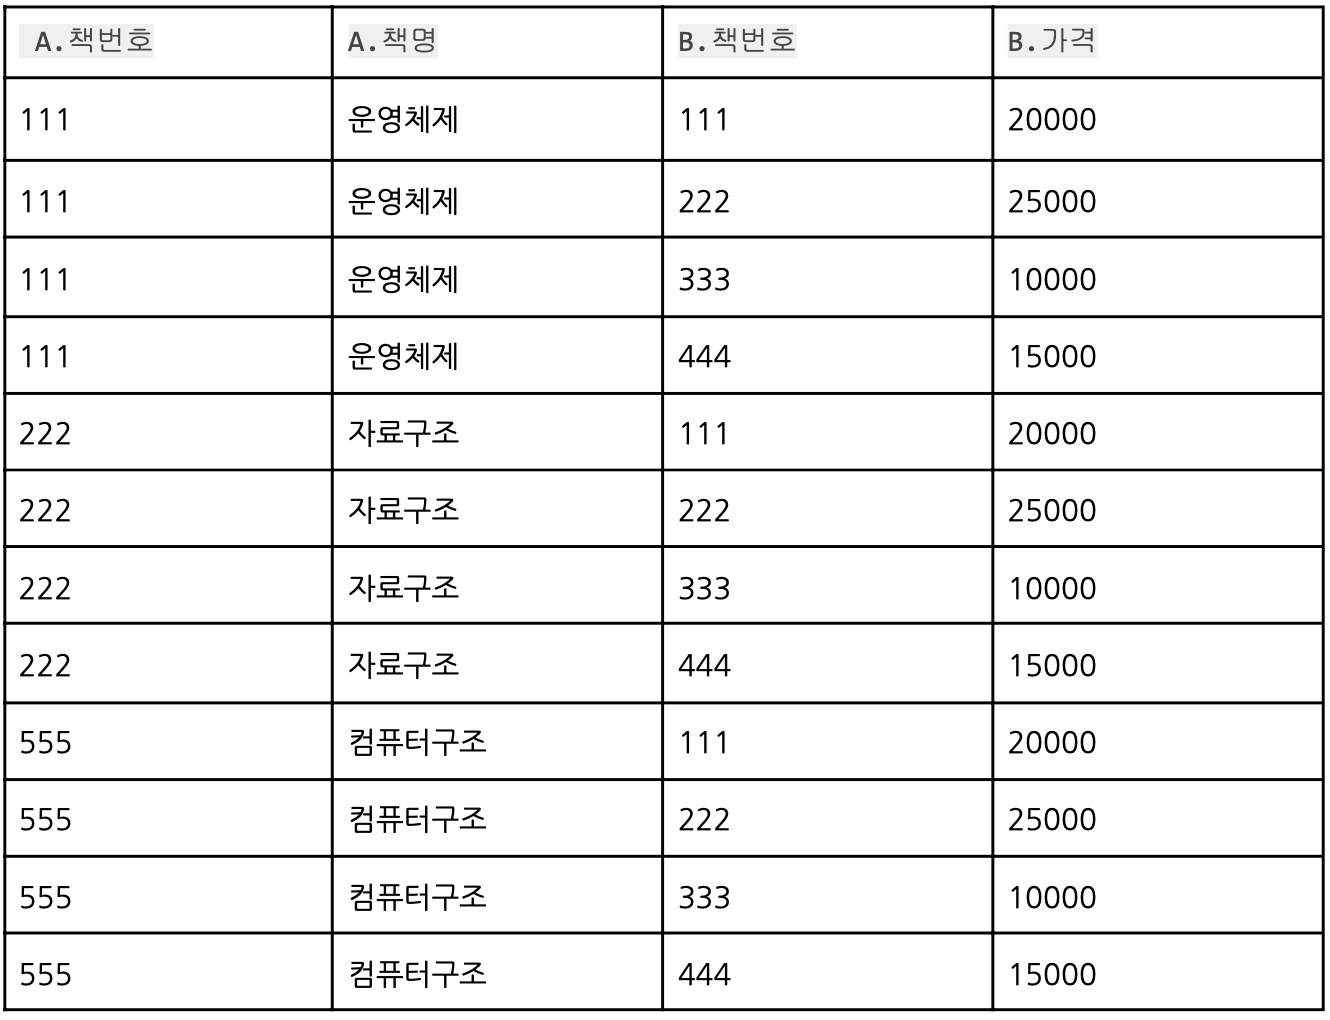 A.책번호 A.책명 B.책번호 B.가격
111 운영체제 111 20000
111 운영체제 222 25000
111 운영체제 333 10000
111 운영체제 444 15000
222 자료구조 111 20000
222 자료구조 222 25000
222 자료구조 333 10000
222 자료구조 444 15000
555 컴퓨터구조 111 20000
555 컴퓨터구조 222 25000
555 컴퓨터구조 333 10000
555 컴퓨터구조 444 15000